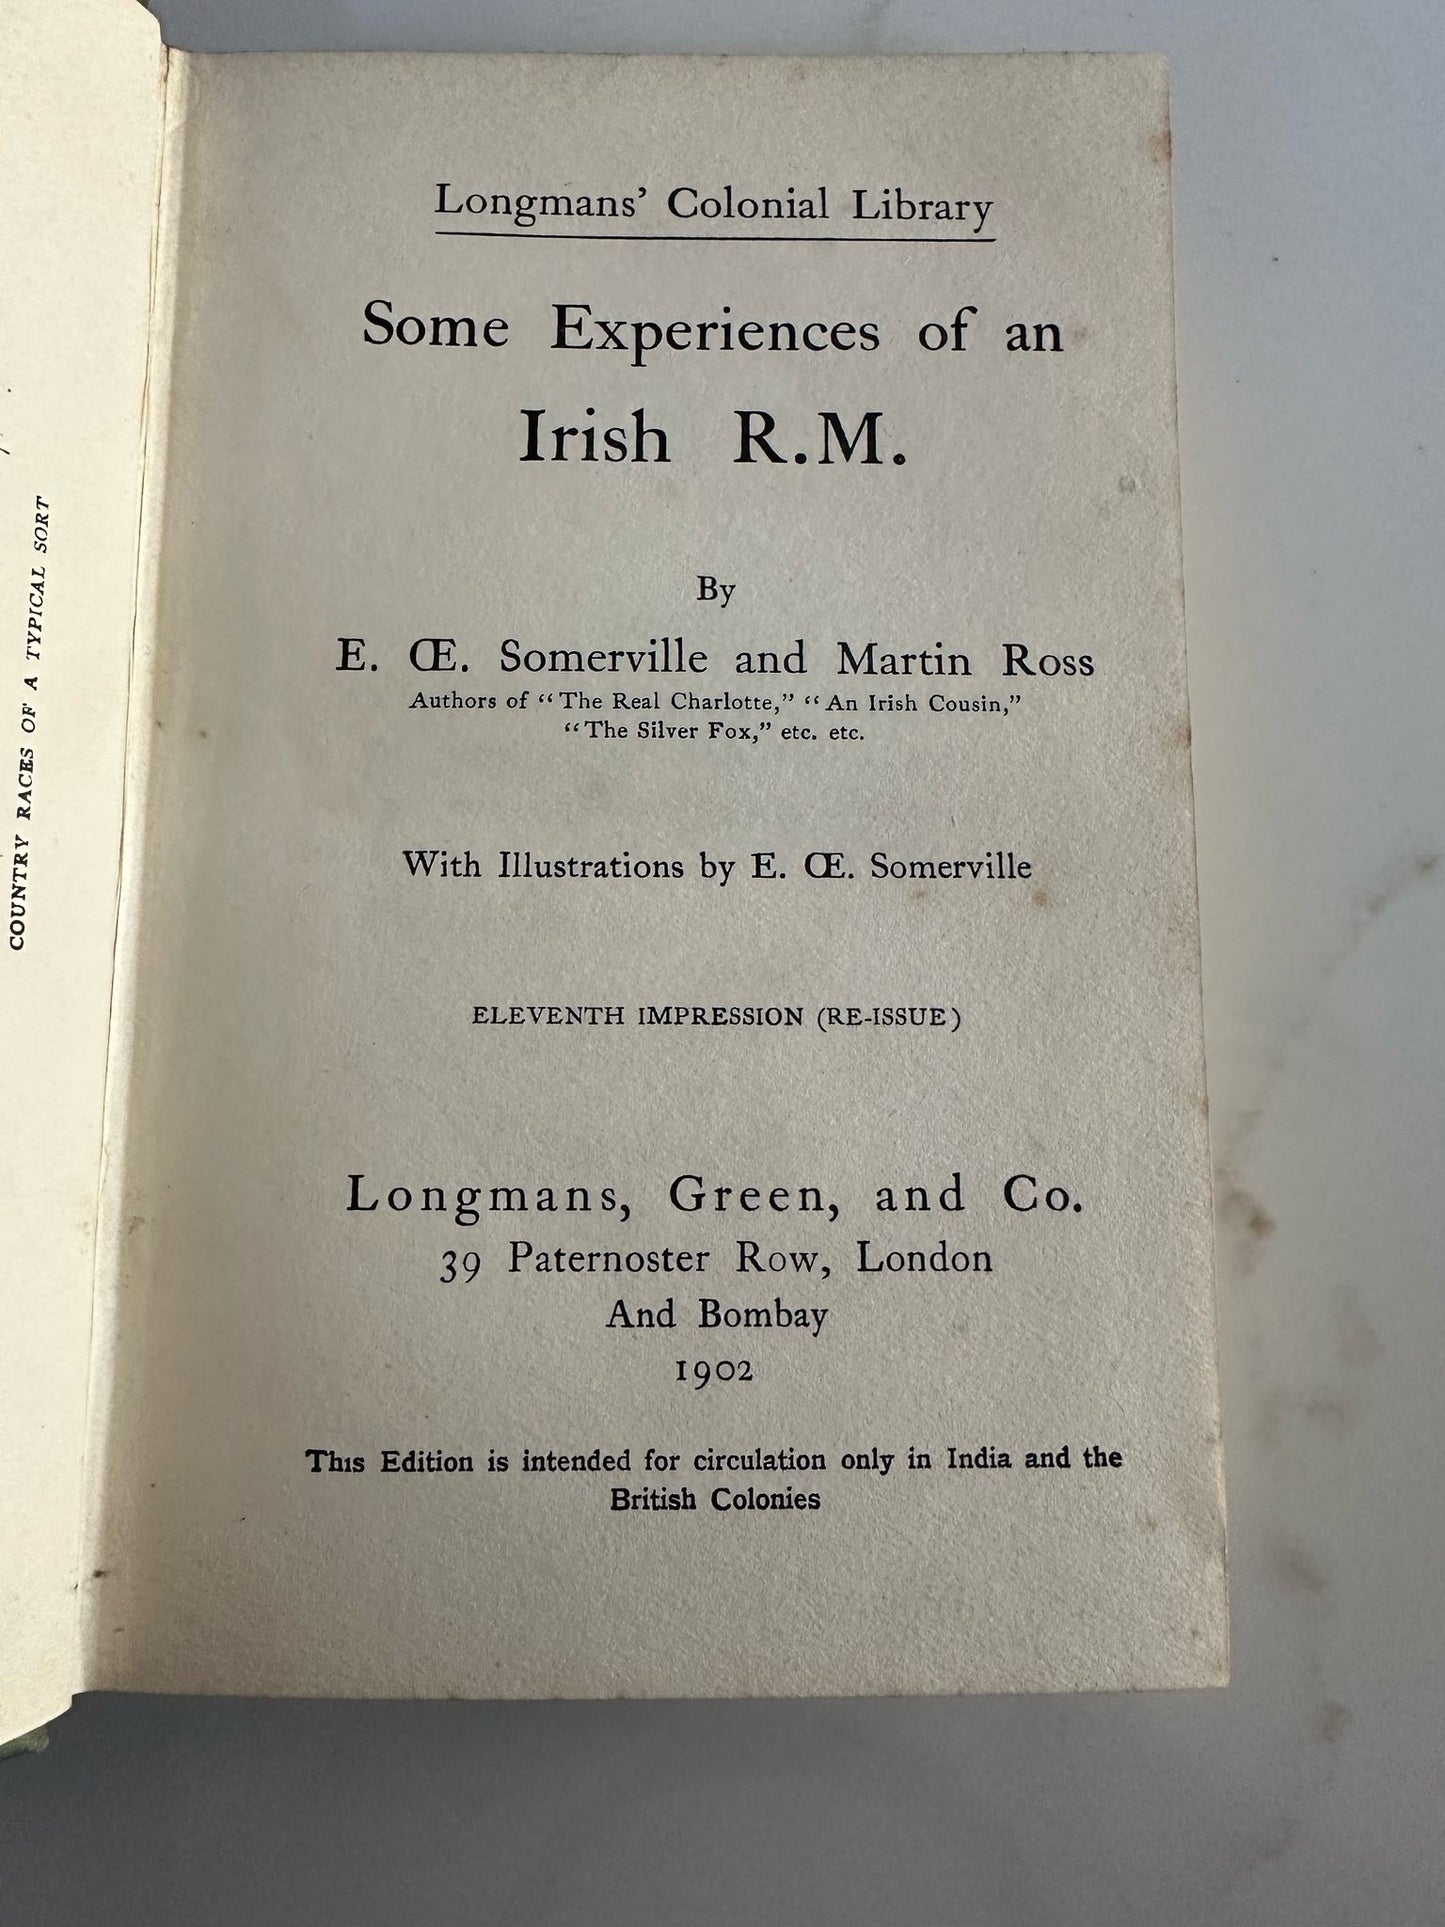 COUNTRY RACES OF A TYPICAL SORT
Longmans’ Colonial Library
Some Experiences of an
Irish R.M.
By
E. Œ. Somerville and Martin Ross
Authors of “The Real Charlotte,” “An Irish Cousin,”
“The Silver Fox,” etc. etc.
With Illustrations by E. Œ. Somerville
ELEVENTH IMPRESSION (RE-ISSUE)
Longmans, Green, and Co.
39 Paternoster Row, London
And Bombay
1902
This Edition is intended for circulation only in India and the
British Colonies